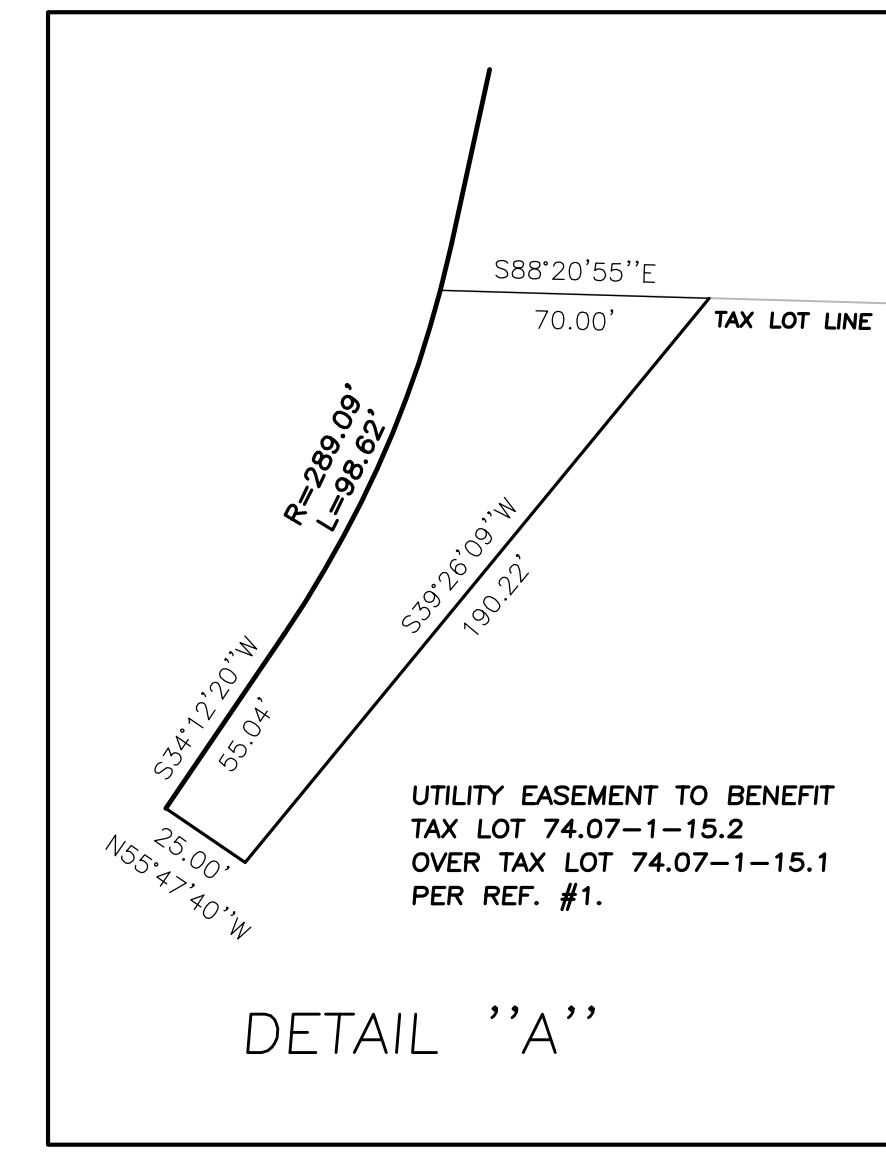 S88°20'55''E
70.00'
TAX LOT LINE
R=289.09'
L=98.62'
S39°26'09''W
190.22'
S34°12'20''W
55.04'
25.00'
N55°47'40''W
UTILITY EASEMENT TO BENEFIT
TAX LOT 74.07-1-15.2
OVER TAX LOT 74.07-1-15.1
PER REF. #1.
DETAIL ''A''